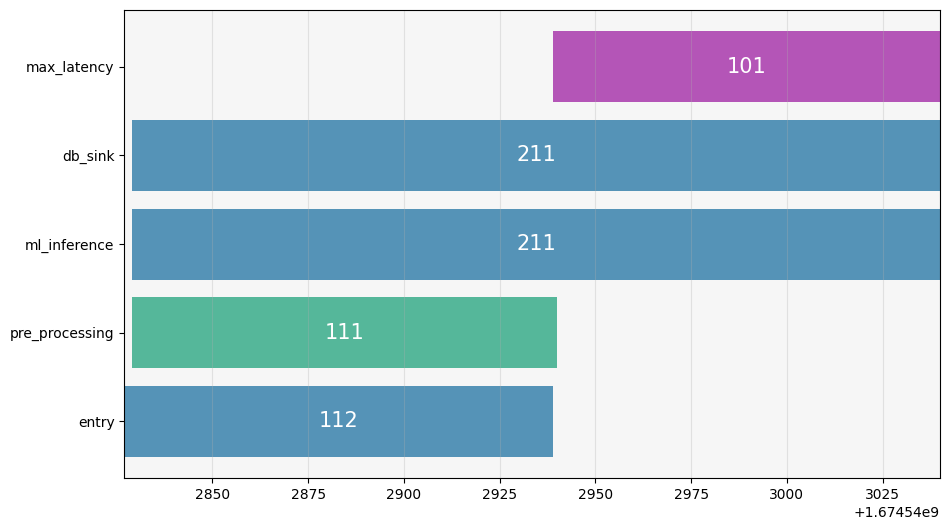 max_latency
101
db_sink
211
ml_inference
211
pre_processing
111
entry
112
2850 2875 2900 2925 2950 2975 3000 3025
+1.67454e9